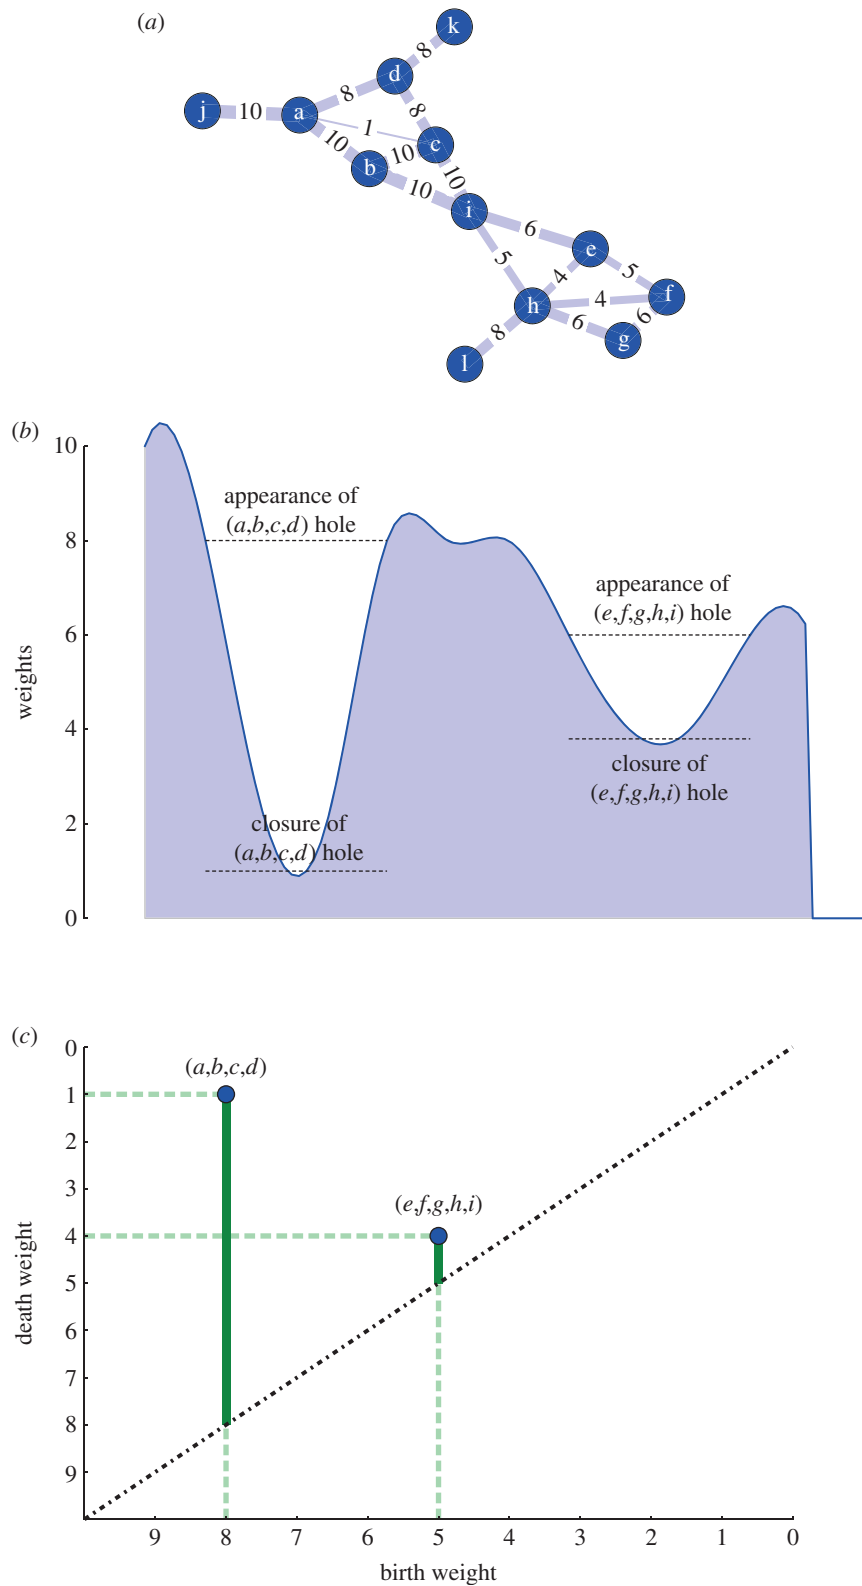 (a)
k
8
d
j
10
a
8
8
1
10
c
b
10
10
10
i
6
e
5
4
5
h
4
f
6
6
g
8
l
(b)
10
8
6
4
2
0
weights
appearance of
(a,b,c,d) hole
appearance of
(e,f,g,h,i) hole
closure of
(e,f,g,h,i) hole
closure of
(a,b,c,d) hole
(c)
0
1
2
3
4
5
6
7
8
9
death weight
(a,b,c,d)
(e,f,g,h,i)
9 8 7 6 5 4 3 2 1 0
birth weight